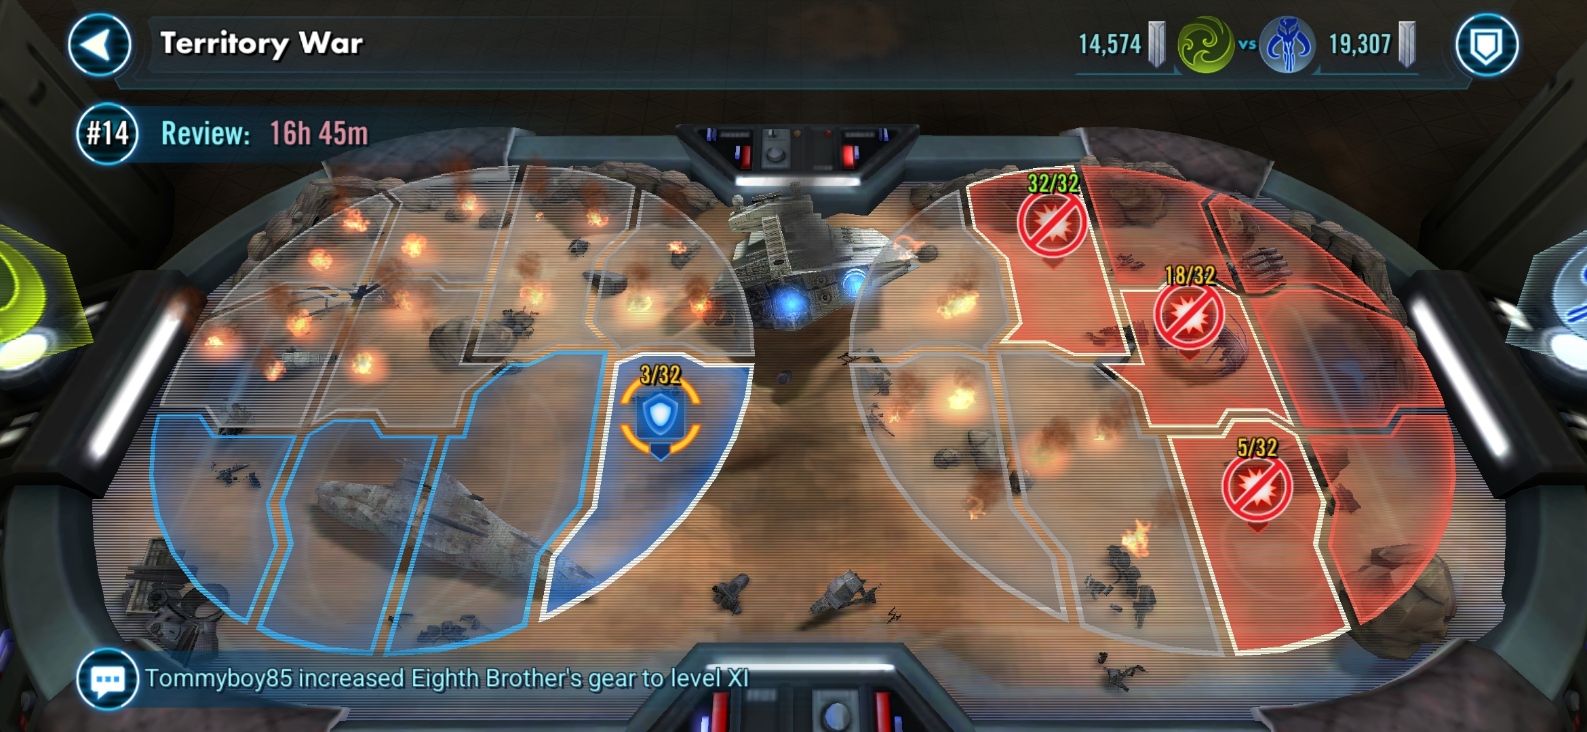 Territory War
14,574 vs 19,307
#14 Review: 16h 45m
32/32
18/32
3/32
5/32
Tommyboy85 increased Eighth Brother's gear to level XI